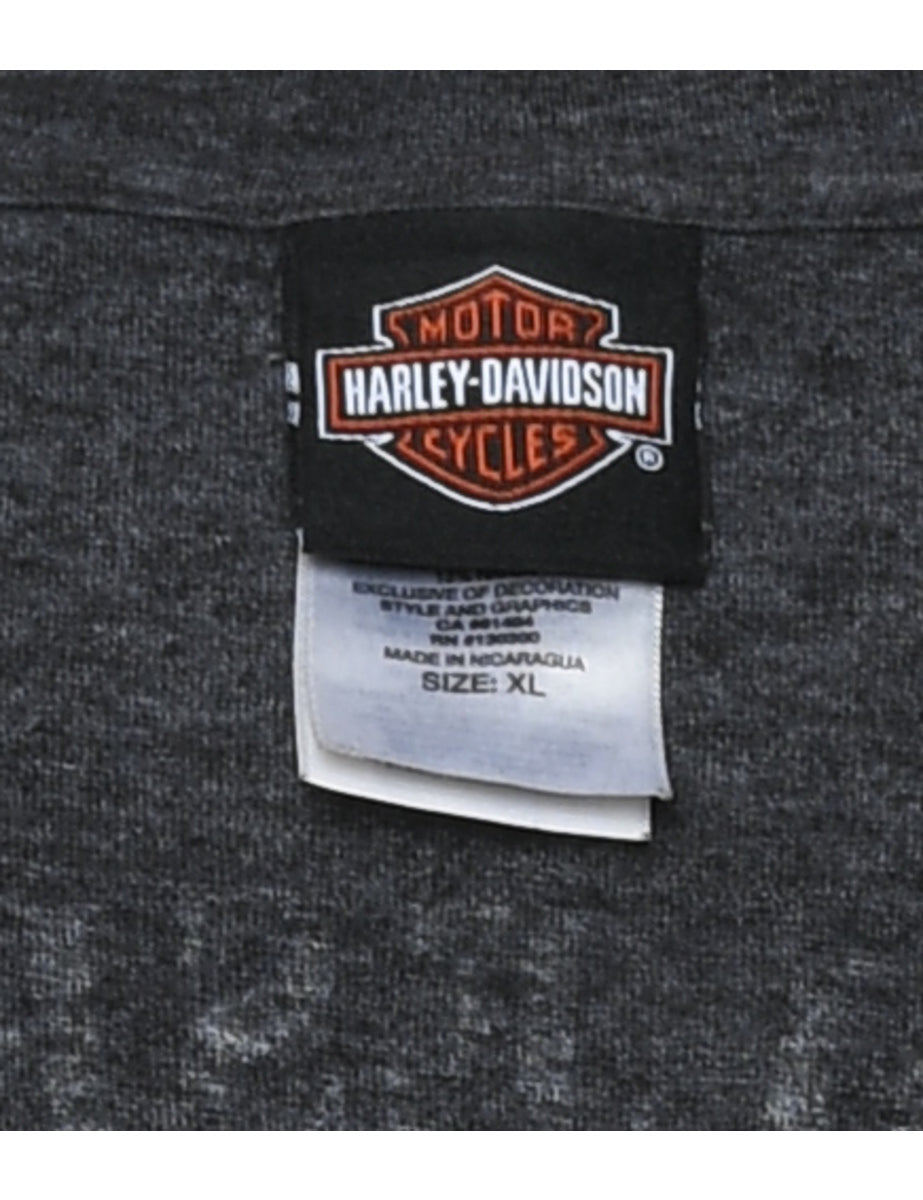 MOTOR
HARLEY-DAVIDSON
CYCLES
®
EXCLUSIVE OF DECORATION
STYLE AND GRAPHICS
MADE IN NICARAGUA
SIZE: XL